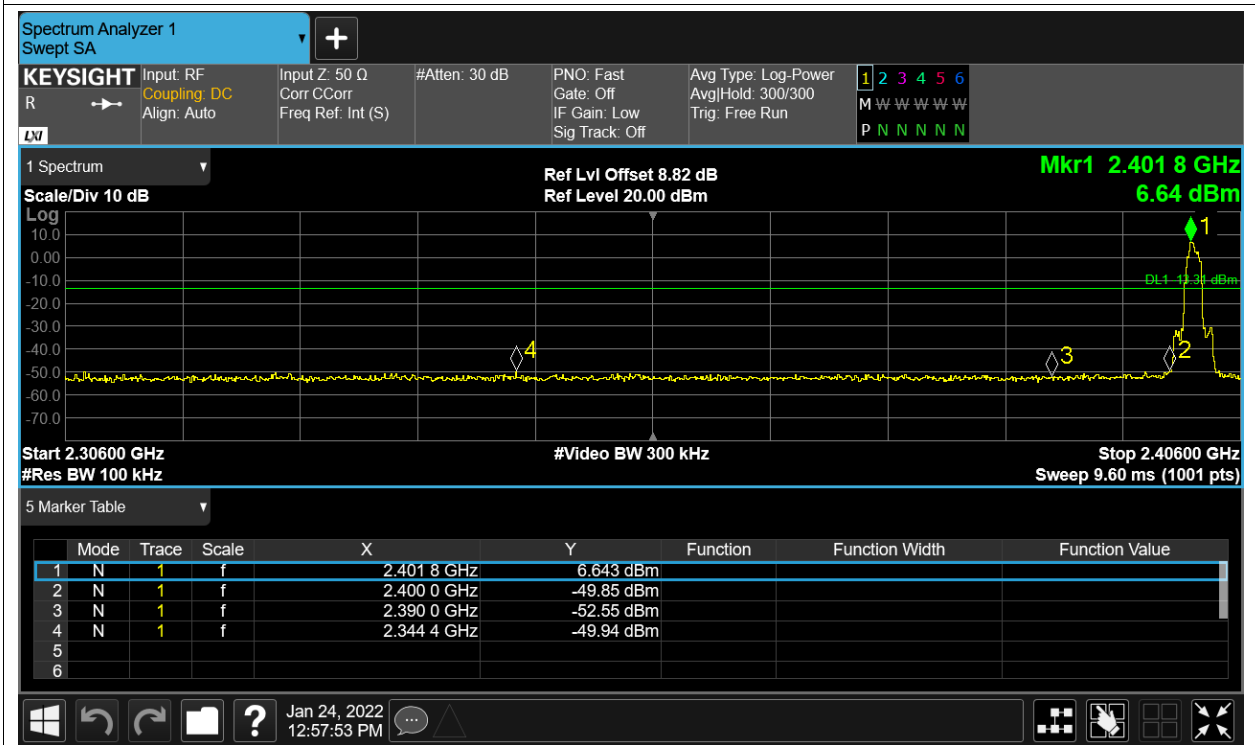 Spectrum Analyzer 1
Swept SA
KEYSIGHT
R
LXI
Input: RF
Coupling: DC
Align: Auto
Input Z: 50 Ω
Corr CCorr
Freq Ref: Int (S)
#Atten: 30 dB
PNO: Fast
Gate: Off
IF Gain: Low
Sig Track: Off
Avg Type: Log-Power
Avg|Hold: 300/300
Trig: Free Run
1 2 3 4 5 6
M W W W W W
P N N N N N
1 Spectrum
Scale/Div 10 dB
Ref Lvl Offset 8.82 dB
Ref Level 20.00 dBm
Mkr1 2.401 8 GHz
6.64 dBm
Log
10.0
0.00
-10.0
-20.0
-30.0
-40.0
-50.0
-60.0
-70.0
1
DL1 -13.31 dBm
4
3
2
Start 2.30600 GHz
#Video BW 300 kHz
Stop 2.40600 GHz
#Res BW 100 kHz
Sweep 9.60 ms (1001 pts)
5 Marker Table
Mode Trace Scale X Y Function Function Width Function Value
1 N 1 f 2.401 8 GHz 6.643 dBm
2 N 1 f 2.400 0 GHz -49.85 dBm
3 N 1 f 2.390 0 GHz -52.55 dBm
4 N 1 f 2.344 4 GHz -49.94 dBm
5
6
?
Jan 24, 2022
12:57:53 PM